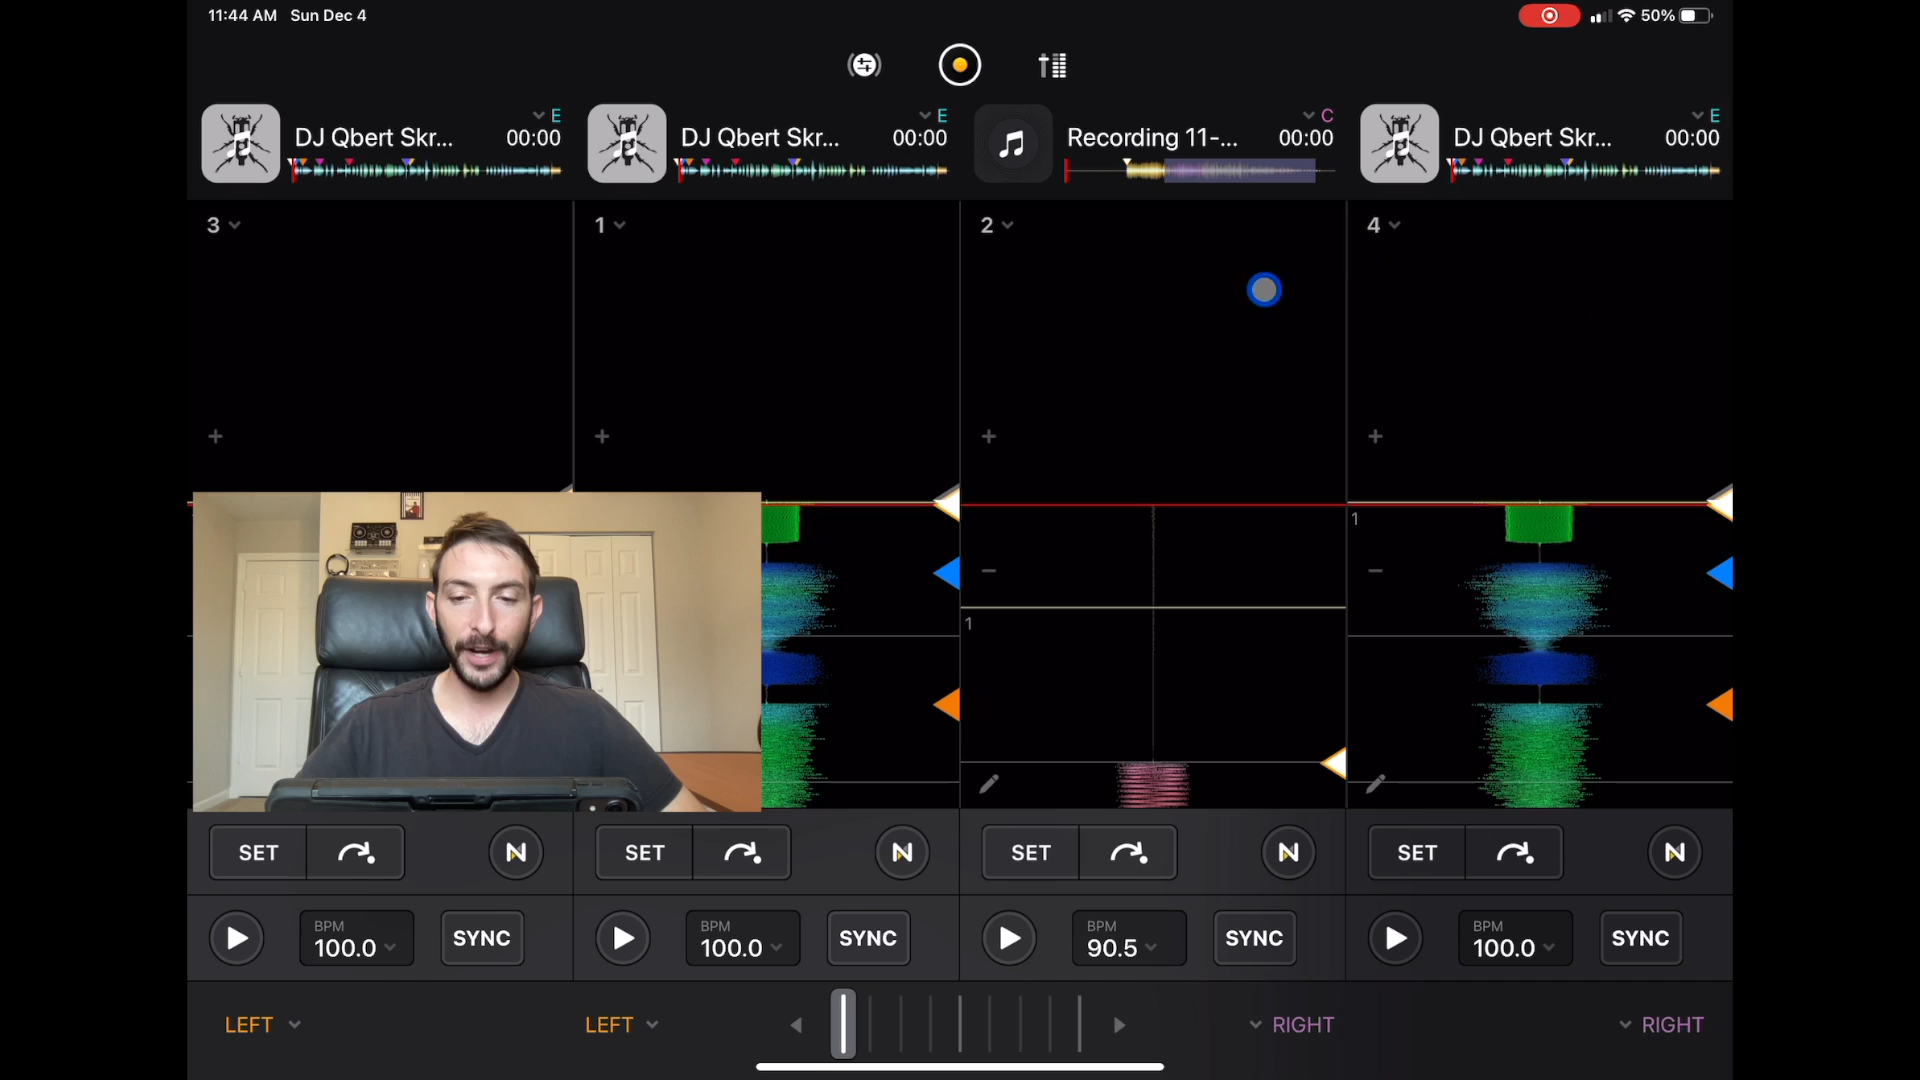 11:44 AM Sun Dec 4
50%
DJ Qbert Skr... 00:00 E
DJ Qbert Skr... 00:00 E
Recording 11-... 00:00 C
DJ Qbert Skr... 00:00 E
3
1
2
4
1
1
SET
SET
SET
SET
BPM
100.0
SYNC
BPM
100.0
SYNC
BPM
90.5
SYNC
BPM
100.0
SYNC
LEFT
LEFT
RIGHT
RIGHT